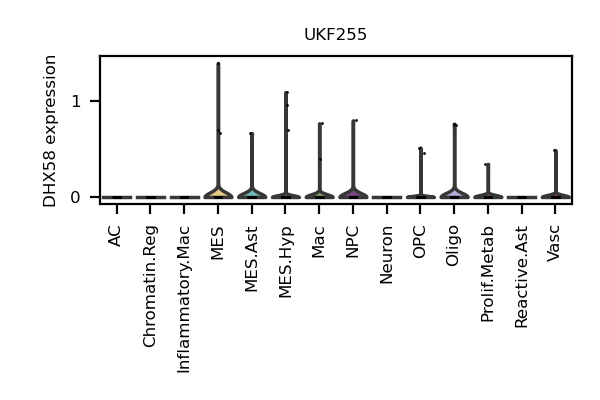 UKF255
DHX58 expression
1
0
AC
Chromatin.Reg
Inflammatory.Mac
MES
MES.Ast
MES.Hyp
Mac
NPC
Neuron
OPC
Oligo
Prolif.Metab
Reactive.Ast
Vasc